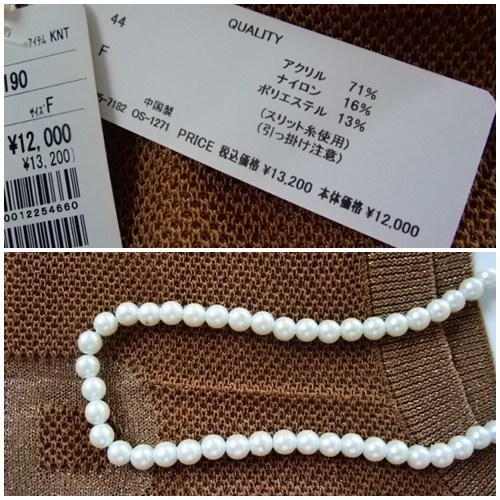 アイテム KNT
190
サイズ F
¥12,000
¥13,200)
0012254660
44
QUALITY
F
アクリル 71%
ナイロン 16%
ポリエステル 13%
(スリット糸使用)
(引っ掛け注意)
中国製
5-7182 OS-1271 PRICE 税込価格 ¥13,200 本体価格 ¥12,000